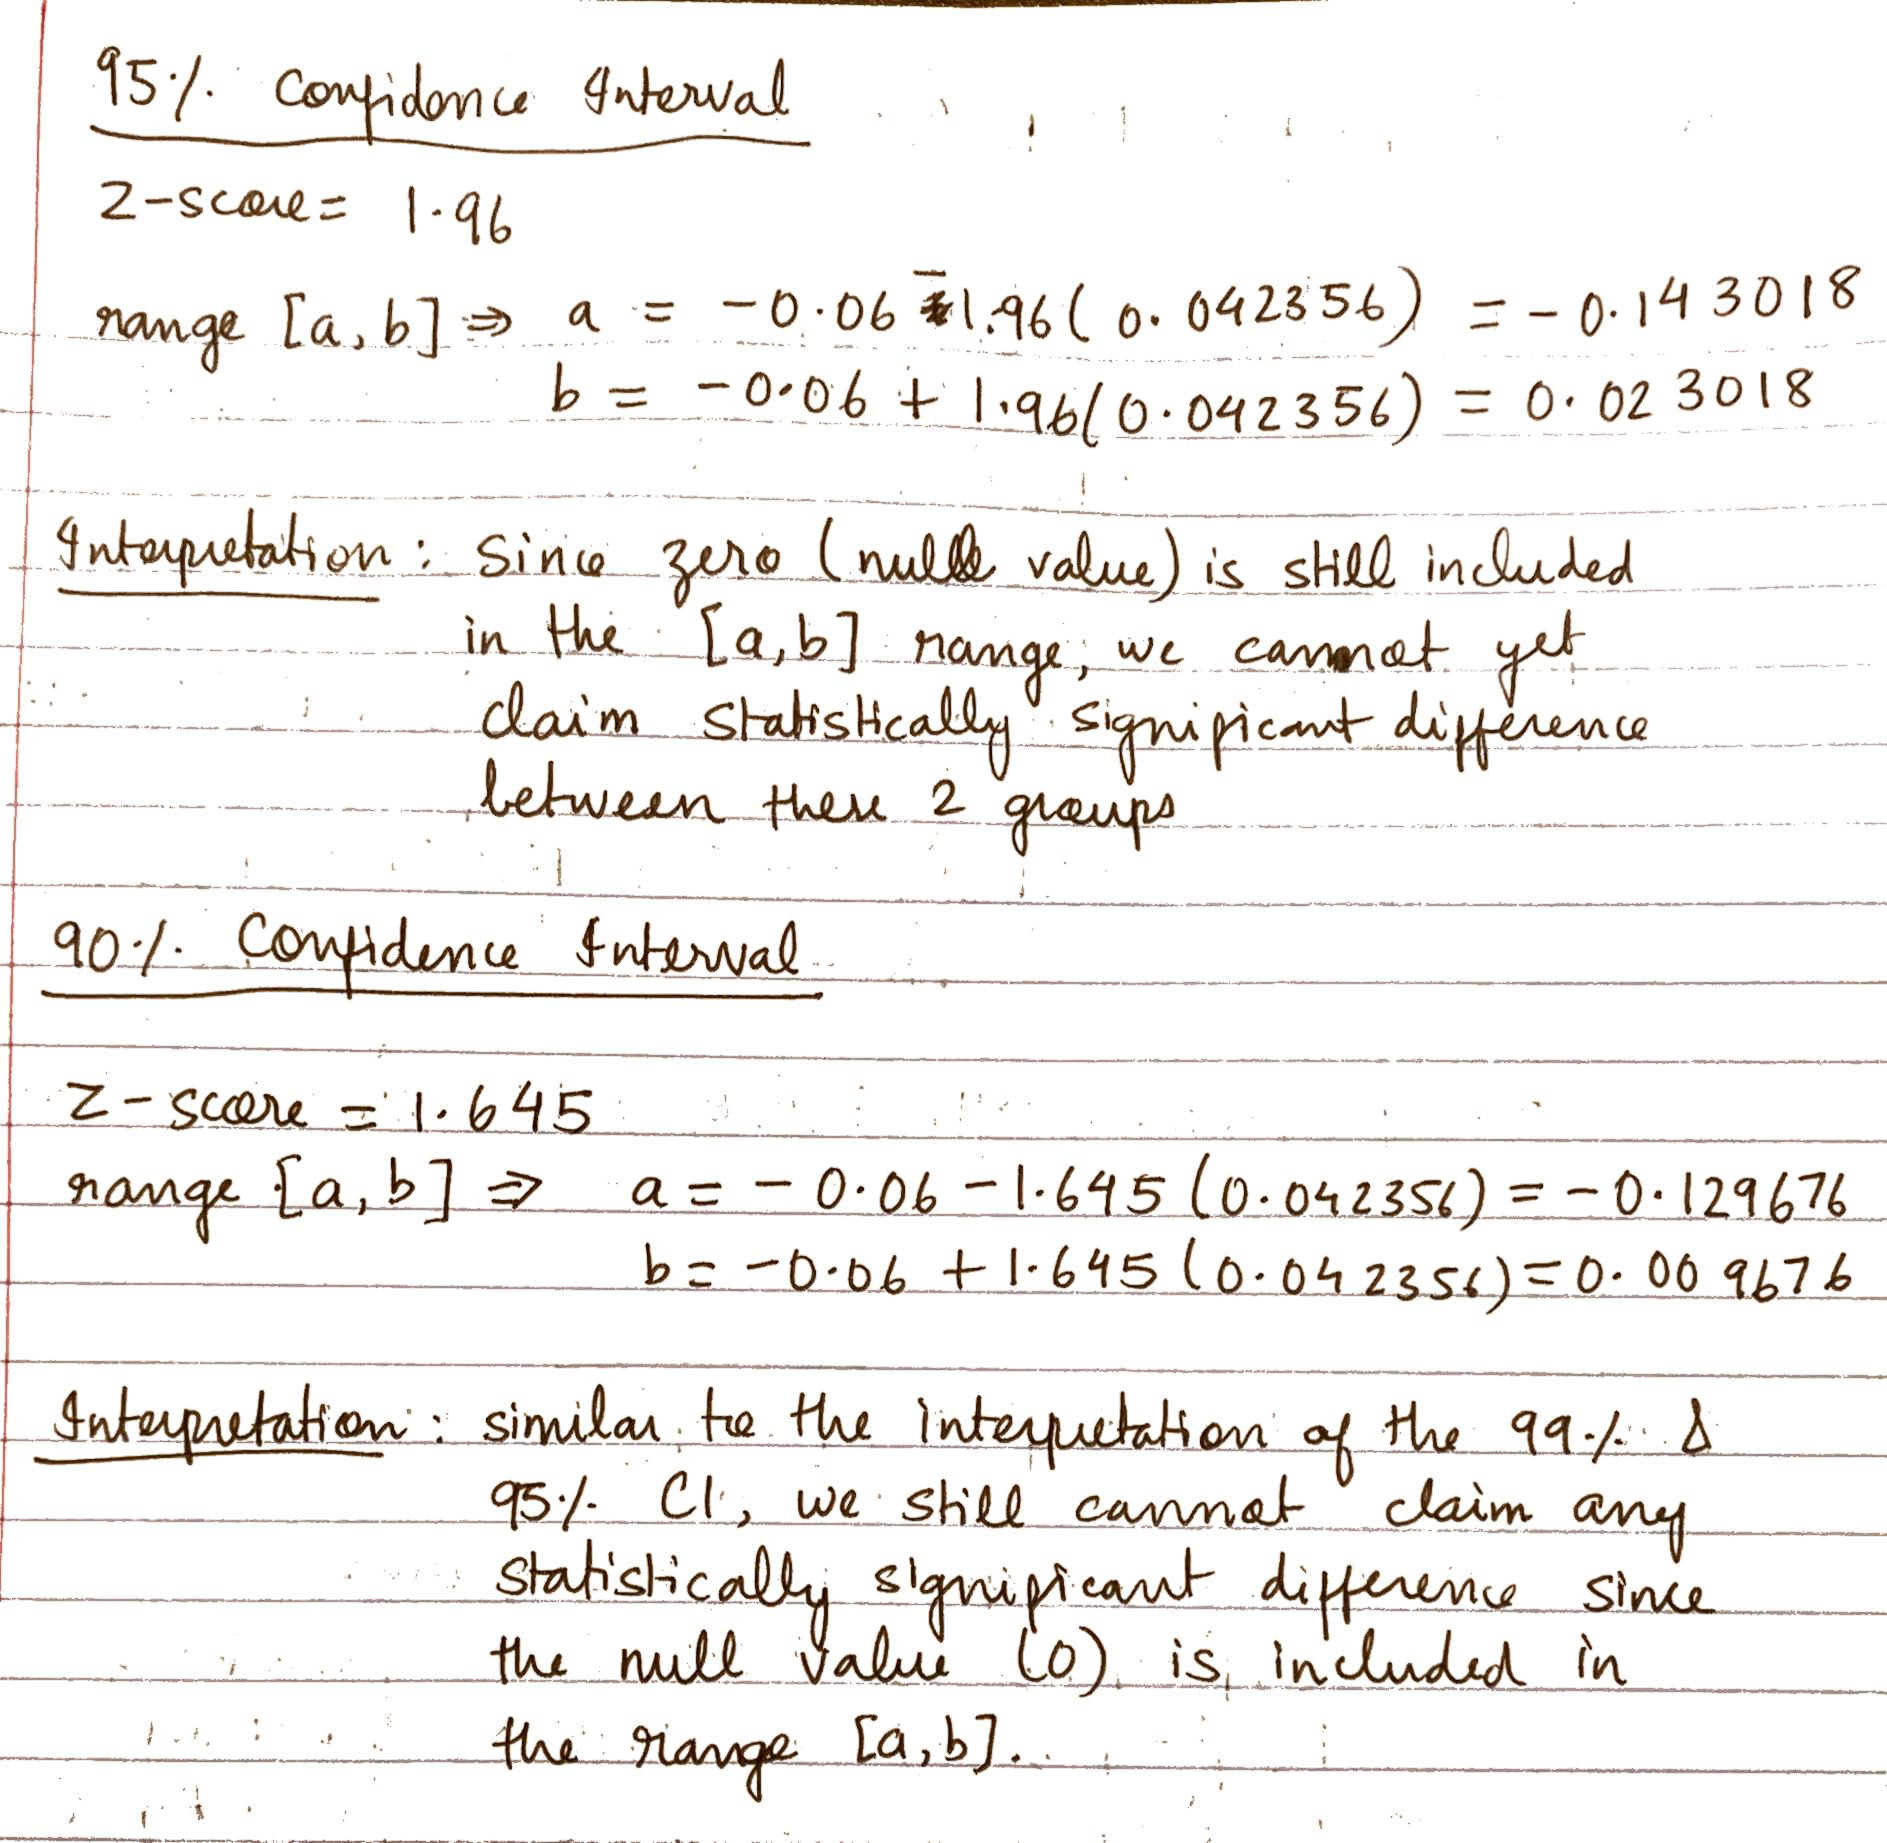 95% Confidence Interval
Z-score = 1.96
range [a, b] ⇒ a = -0.06 - 1.96(0.042356) = -0.143018
b = -0.06 + 1.96(0.042356) = 0.023018
Interpretation: Since zero (null value) is still included
in the [a,b] range, we cannot yet
claim statistically significant difference
between these 2 groups
90% Confidence Interval
Z-score = 1.645
range [a, b] ⇒ a = -0.06 -1.645 (0.042356) = -0.129676
b = -0.06 + 1.645 (0.042356) = 0.009676
Interpretation: similar to the interpretation of the 99% &
95% CI, we still cannot claim any
statistically significant difference since
the null value (0) is included in
the range [a,b].